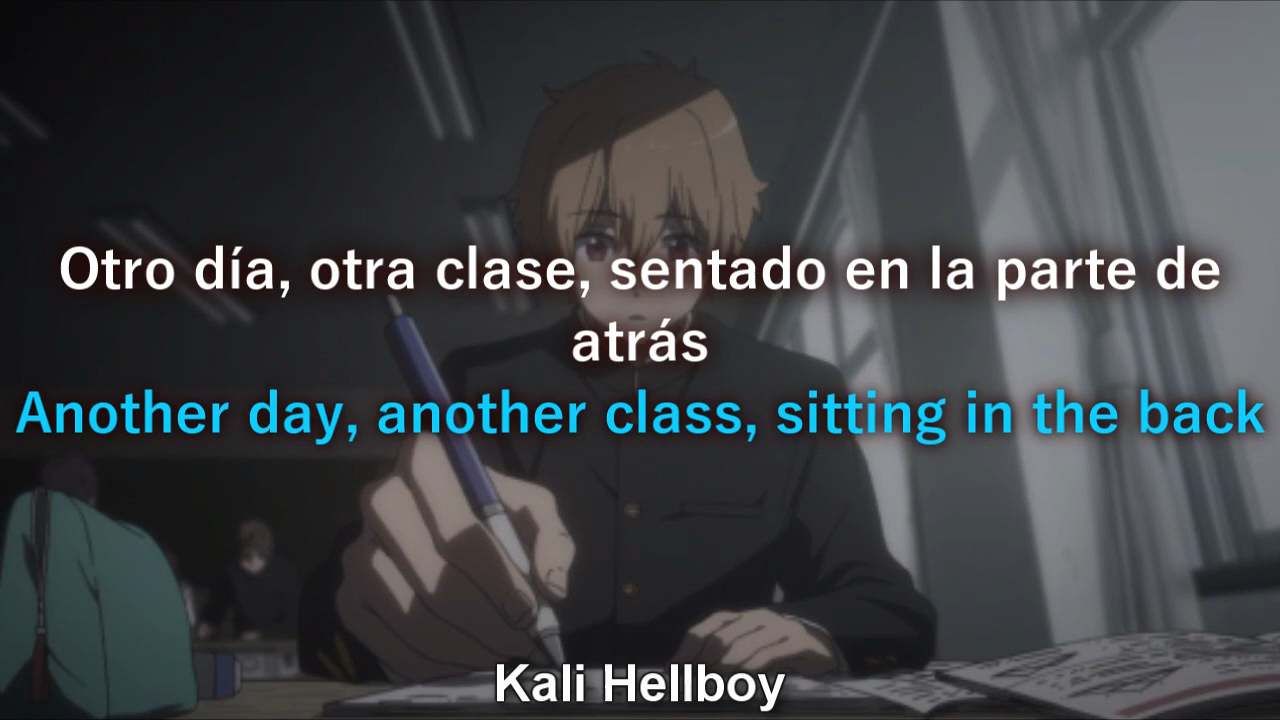 Otro día, otra clase, sentado en la parte de
atrás
Another day, another class, sitting in the back
Kali Hellboy